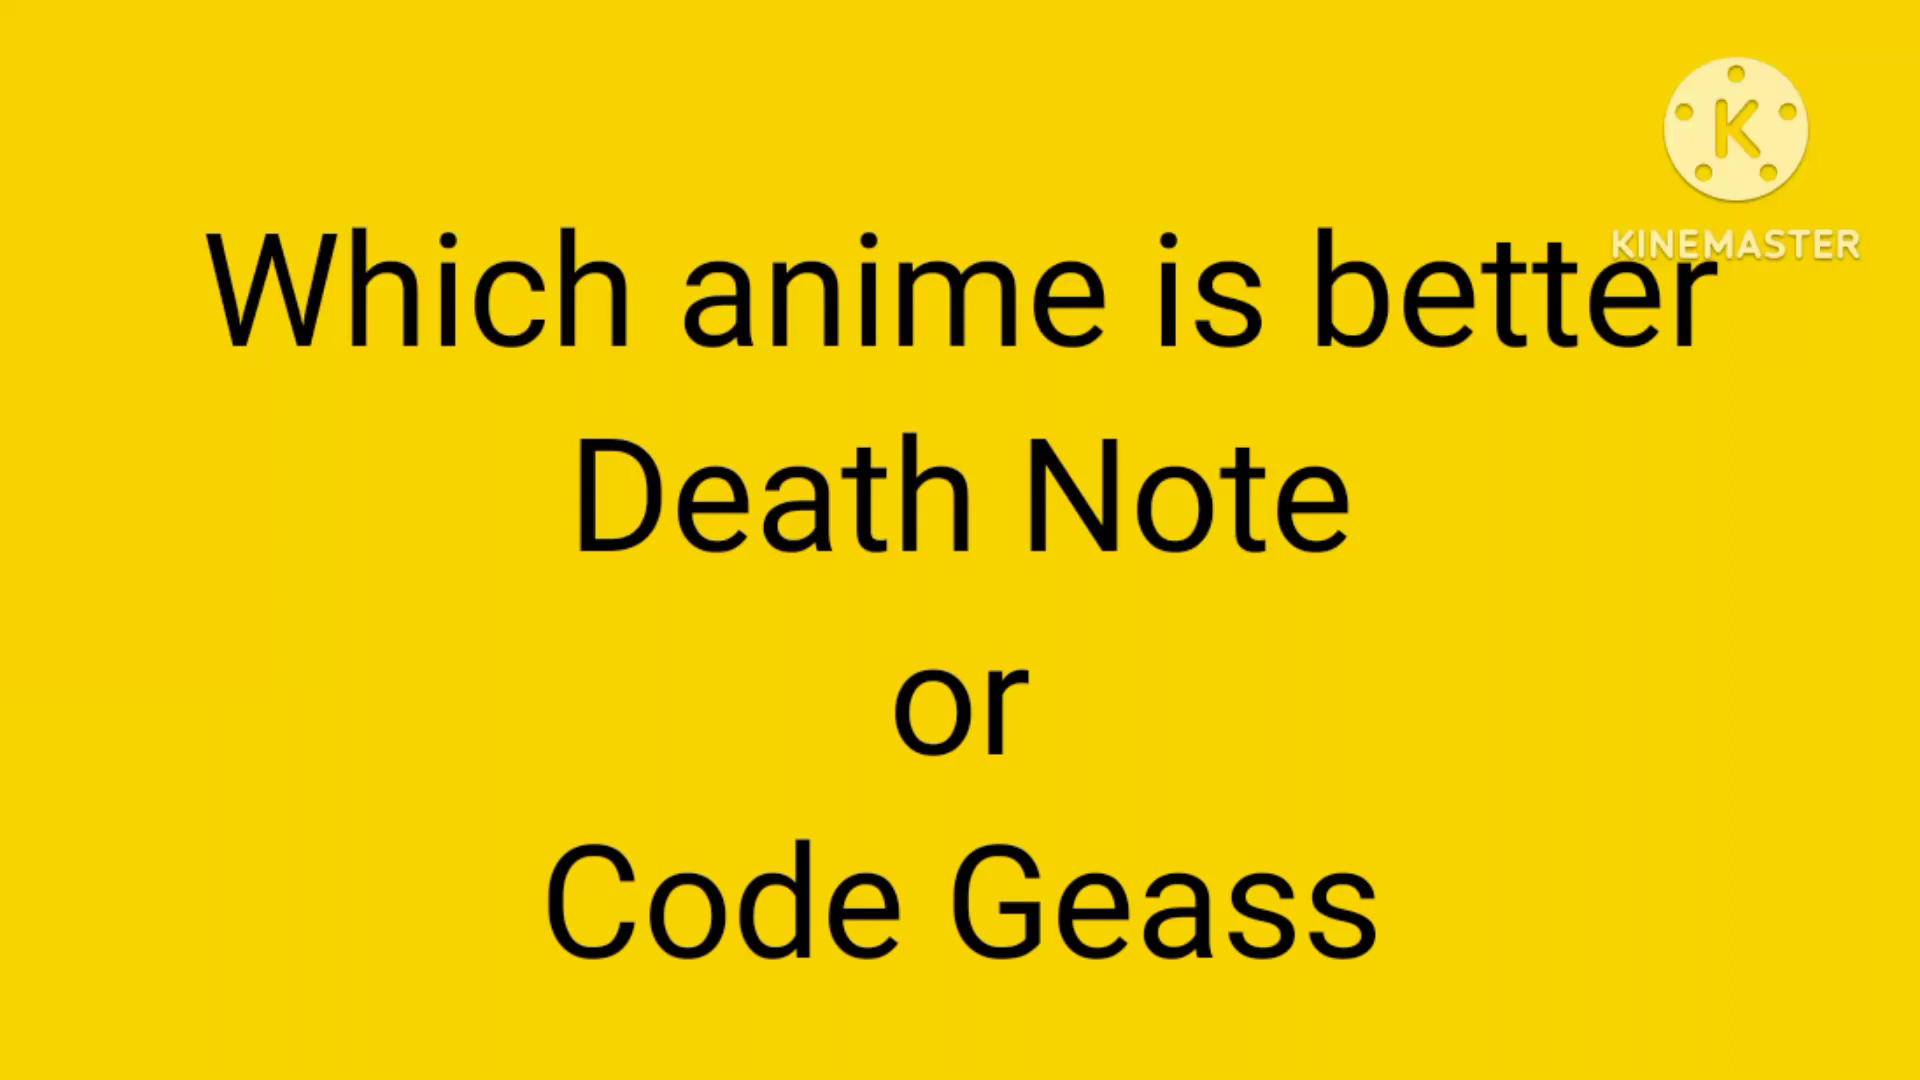 K
KINEMASTER
Which anime is better
Death Note
or
Code Geass